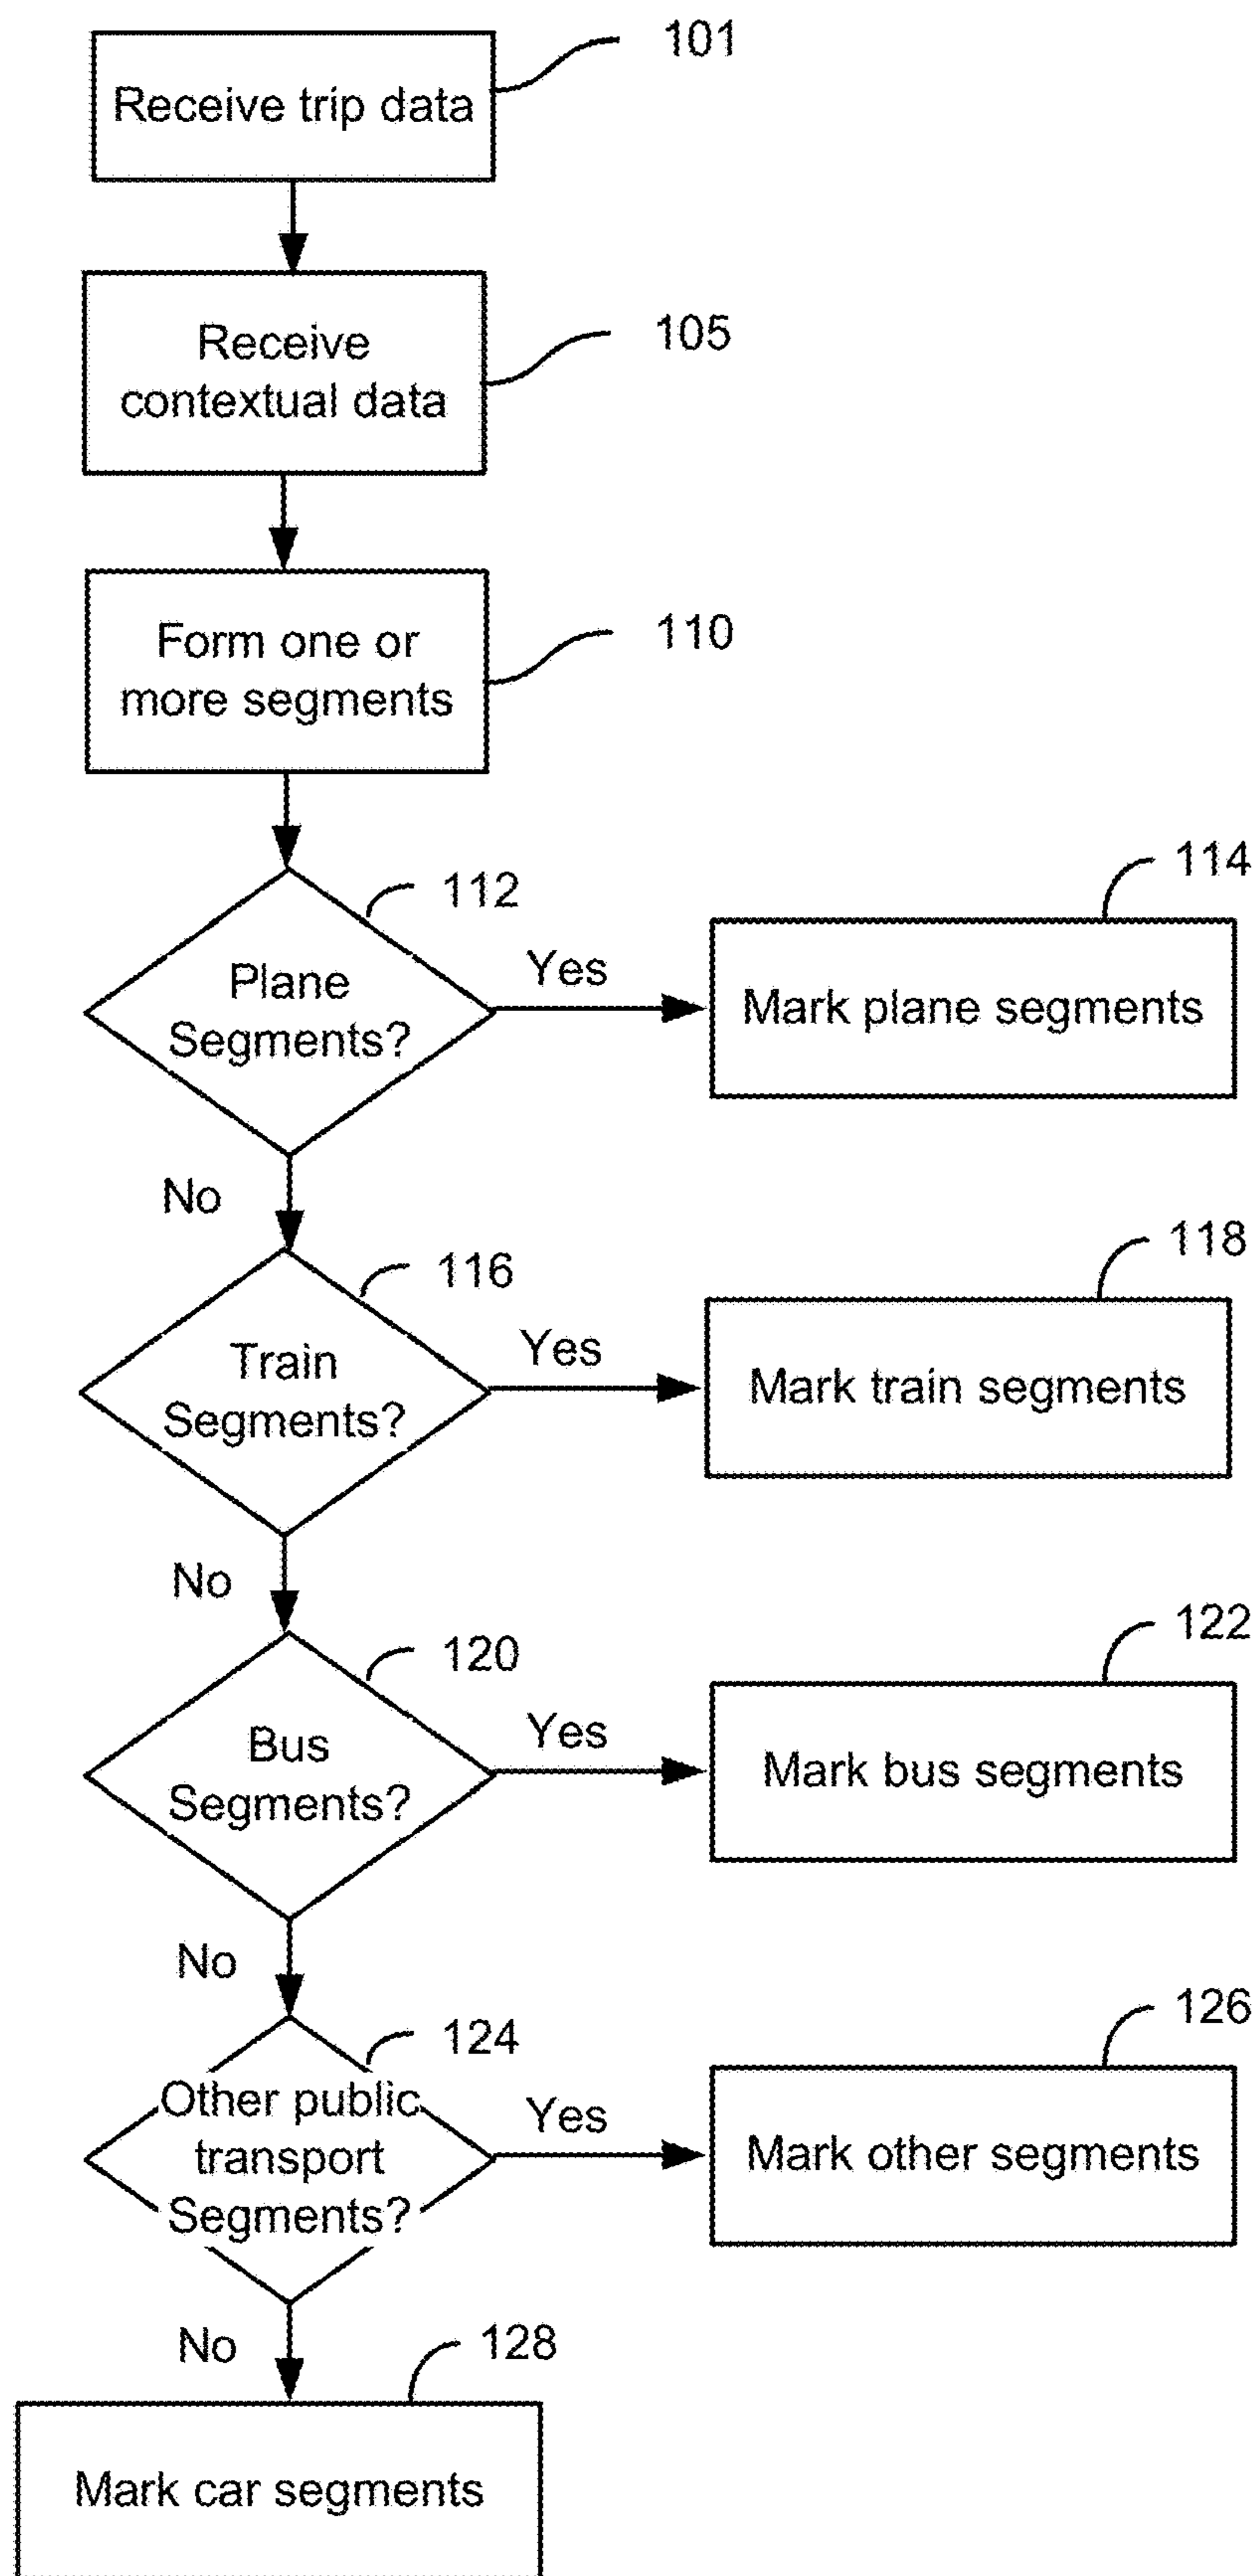 101
Receive trip data
105
Receive
contextual data
110
Form one or
more segments
112
Plane
Segments?
Yes
114
Mark plane segments
No
116
Train
Segments?
Yes
118
Mark train segments
No
120
Bus
Segments?
Yes
122
Mark bus segments
No
124
Other public
transport
Segments?
Yes
126
Mark other segments
No
128
Mark car segments